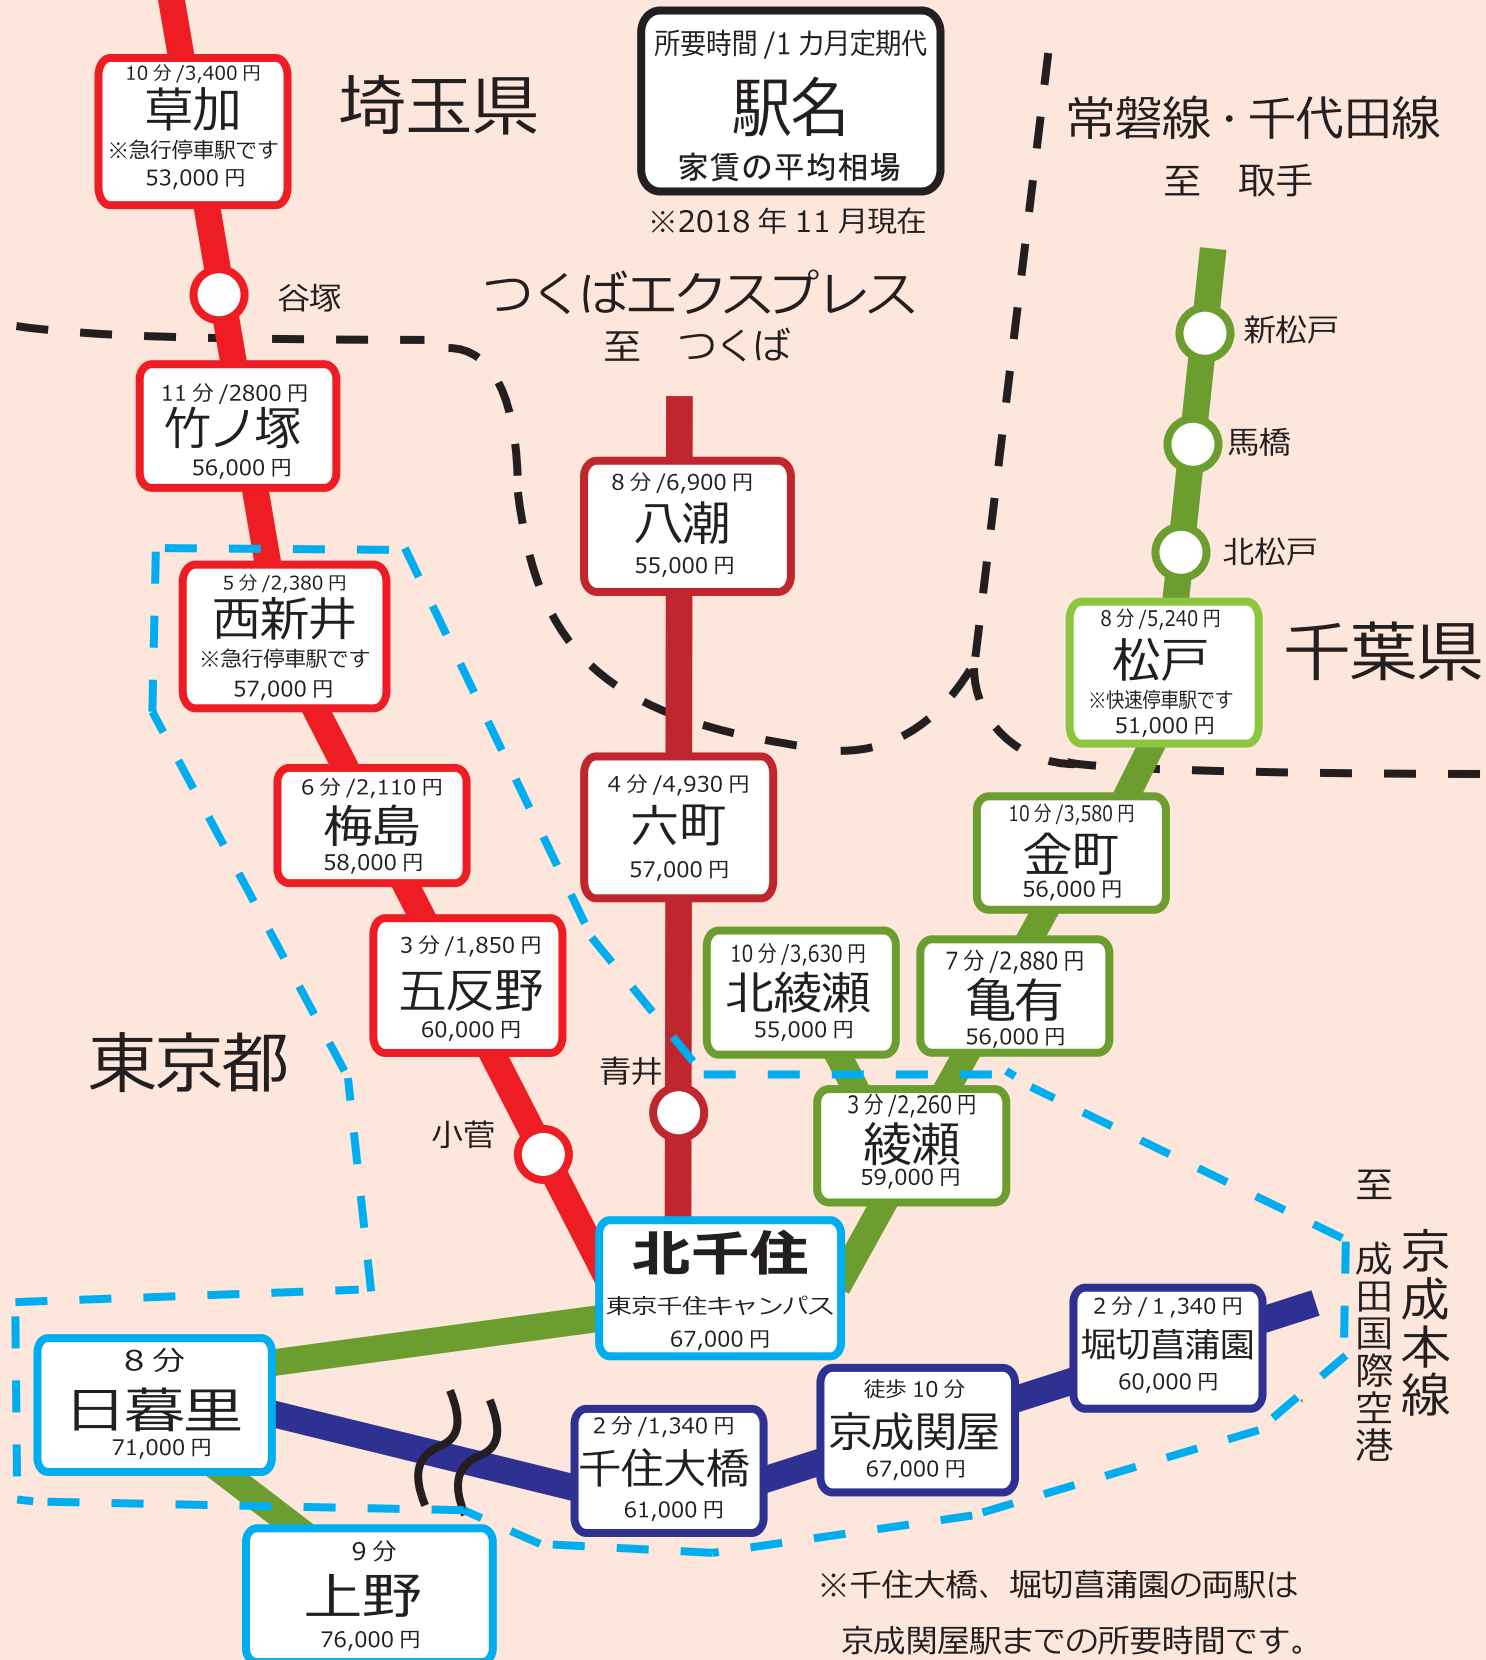 所要時間 /1 カ月定期代
駅名
家賃の平均相場
※2018 年 11 月現在
埼玉県
10 分 /3,400 円
草加
※急行停車駅です
53,000 円
谷塚
11 分 /2800 円
竹ノ塚
56,000 円
5 分 /2,380 円
西新井
※急行停車駅です
57,000 円
6 分 /2,110 円
梅島
58,000 円
3 分 /1,850 円
五反野
60,000 円
小菅
東京都
つくばエクスプレス
至　つくば
8 分 /6,900 円
八潮
55,000 円
4 分 /4,930 円
六町
57,000 円
青井
常磐線・千代田線
至　取手
新松戸
馬橋
北松戸
千葉県
8 分 /5,240 円
松戸
※快速停車駅です
51,000 円
10 分 /3,580 円
金町
56,000 円
7 分 /2,880 円
亀有
56,000 円
10 分 /3,630 円
北綾瀬
55,000 円
3 分 /2,260 円
綾瀬
59,000 円
北千住
東京千住キャンパス
67,000 円
8 分
日暮里
71,000 円
9 分
上野
76,000 円
2 分 /1,340 円
千住大橋
61,000 円
徒歩 10 分
京成関屋
67,000 円
2 分 / 1,340 円
堀切菖蒲園
60,000 円
京成本線
至　成田国際空港
※千住大橋、堀切菖蒲園の両駅は
京成関屋駅までの所要時間です。